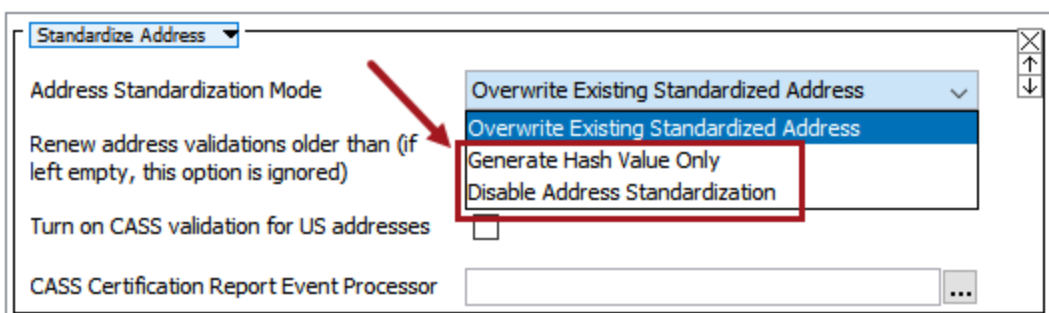 Standardize Address
Address Standardization Mode
Overwrite Existing Standardized Address
Overwrite Existing Standardized Address
Generate Hash Value Only
Disable Address Standardization
Renew address validations older than (if
left empty, this option is ignored)
Turn on CASS validation for US addresses
CASS Certification Report Event Processor
...